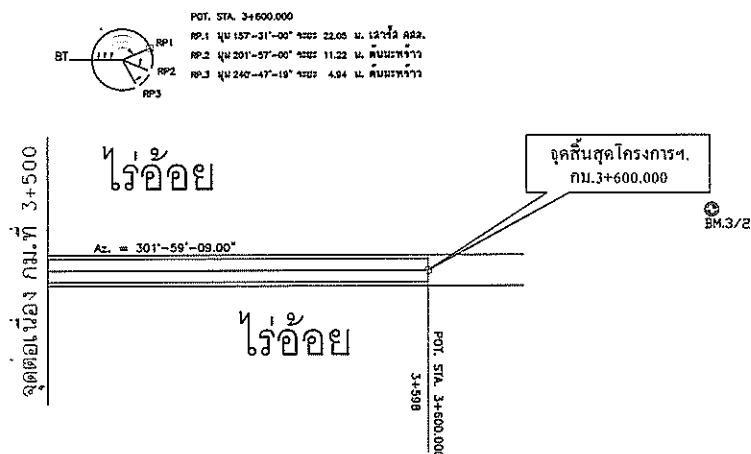 POT. STA. 3+600.000
RP.1 มุม 157°-31'-00" ระยะ 22.05 ม. เสารั้ว คสล.
RP.2 มุม 201°-57'-00" ระยะ 11.22 ม. ต้นมะพร้าว
RP.3 มุม 240°-47'-19" ระยะ 4.94 ม. ต้นมะพร้าว
BT
RP1
RP2
RP3
จุดต่อเนื่อง กม.ที่ 3+500
ไร่อ้อย
จุดสิ้นสุดโครงการฯ.
กม.3+600.000
BM.3/2
Az. = 301°-59'-09.00"
ไร่อ้อย
POT. STA. 3+600.000
3+598